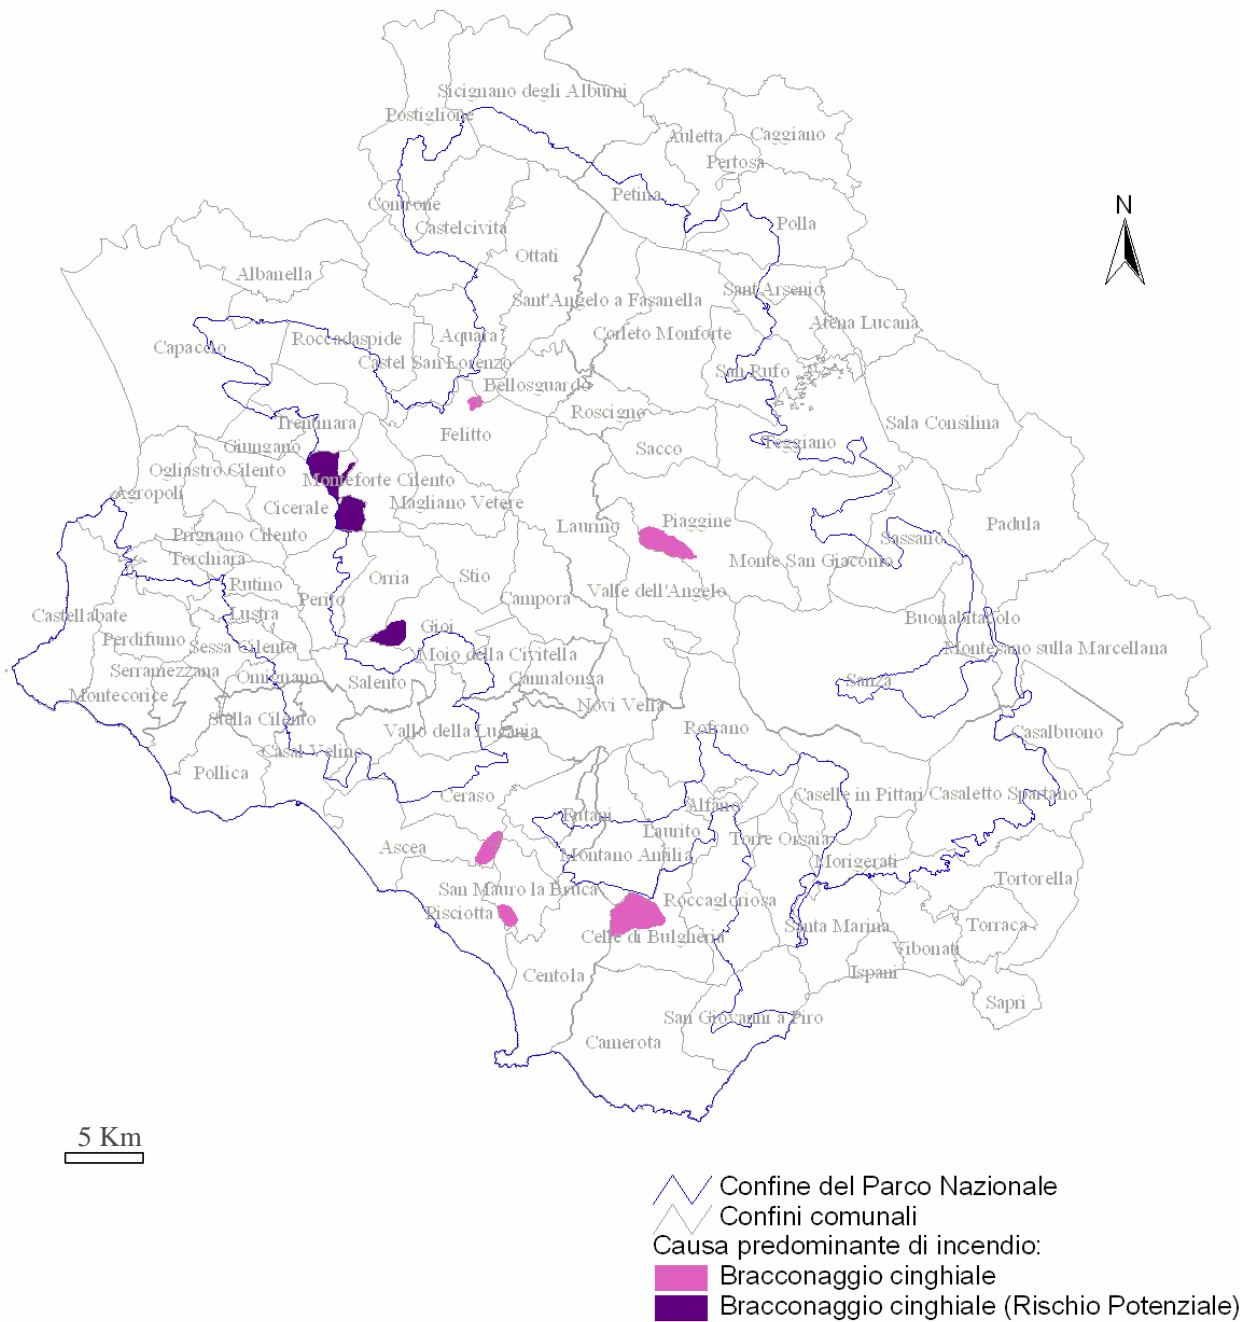 Sicignano degli Alburni
Postiglione
Auletta
Caggiano
Pertosa
Petina
Controne
Castelcivita
Polla
N
Ottati
Albanella
Sant'Angelo a Fasanella
Sant'Arsenio
Atena Lucana
Corleto Monforte
Roccadaspide
Aquara
Capaccio
Castel San Lorenzo
San Rufo
Bellosguardo
Roscigno
Trentinara
Sala Consilina
Felitto
Teggiano
Giungano
Sacco
Ogliastro Cilento
Monteforte Cilento
Agropoli
Cicerale
Magliano Vetere
Laurino
Piaggine
Padula
Prignano Cilento
Sassano
Torchiara
Monte San Giacomo
Orria
Stio
Rutino
Valle dell'Angelo
Perito
Campora
Castellabate
Lustra
Buonabitacolo
Gioi
Perdifumo
Sessa Cilento
Montesano sulla Marcellana
Moio della Civitella
Serramezzana
Omignano
Salento
Cannalonga
Sanza
Montecorice
Novi Velia
Stella Cilento
Rofrano
Vallo della Lucania
Casalbuono
Casal Velino
Pollica
Ceraso
Caselle in Pittari
Casaletto Spartano
Alfano
Futani
Laurito
Torre Orsaia
Ascea
Montano Antilia
Morigerati
Tortorella
San Mauro la Bruca
Roccagloriosa
Pisciotta
Santa Marina
Torraca
Celle di Bulgheria
Vibonati
Centola
Ispani
Sapri
San Giovanni a Piro
Camerota
5 Km
Confine del Parco Nazionale
Confini comunali
Causa predominante di incendio:
Bracconaggio cinghiale
Bracconaggio cinghiale (Rischio Potenziale)